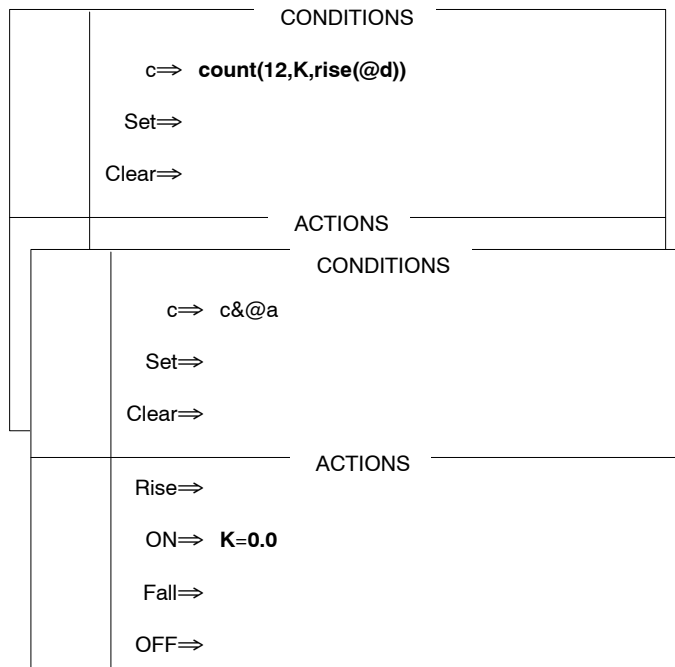 CONDITIONS
c⇒ count(12,K,rise(@d))
Set⇒
Clear⇒
ACTIONS
CONDITIONS
c⇒ c&@a
Set⇒
Clear⇒
ACTIONS
Rise⇒
ON⇒ K=0.0
Fall⇒
OFF⇒